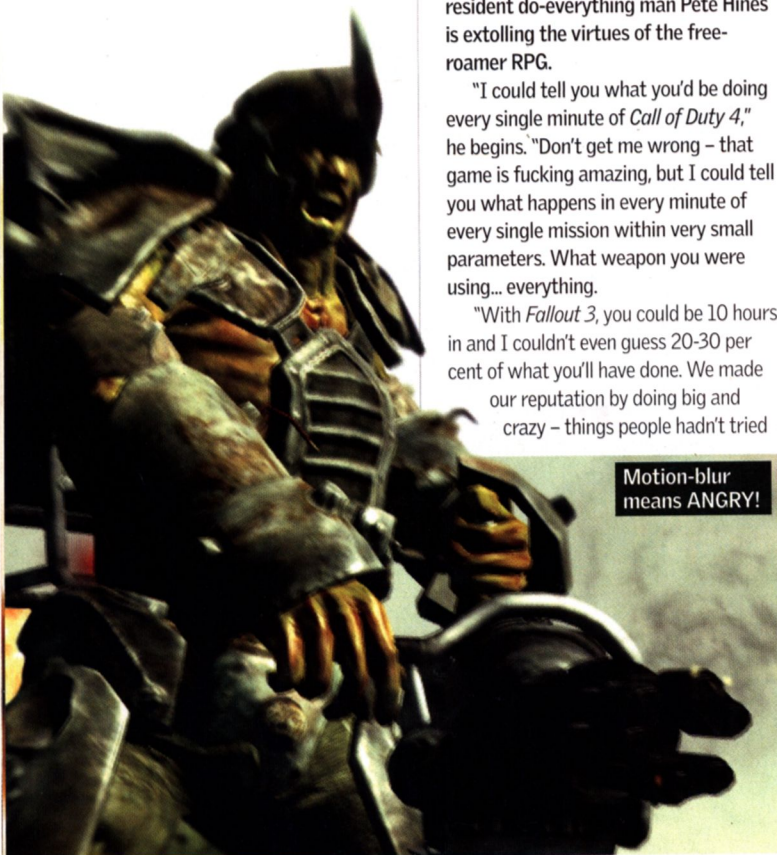 resident do-everything man Pete Hines
is extolling the virtues of the free-
roamer RPG.
"I could tell you what you'd be doing
every single minute of Call of Duty 4,"
he begins. "Don't get me wrong – that
game is fucking amazing, but I could tell
you what happens in every minute of
every single mission within very small
parameters. What weapon you were
using... everything.
"With Fallout 3, you could be 10 hours
in and I couldn't even guess 20-30 per
cent of what you'll have done. We made
our reputation by doing big and
crazy – things people hadn't tried
Motion-blur
means ANGRY!